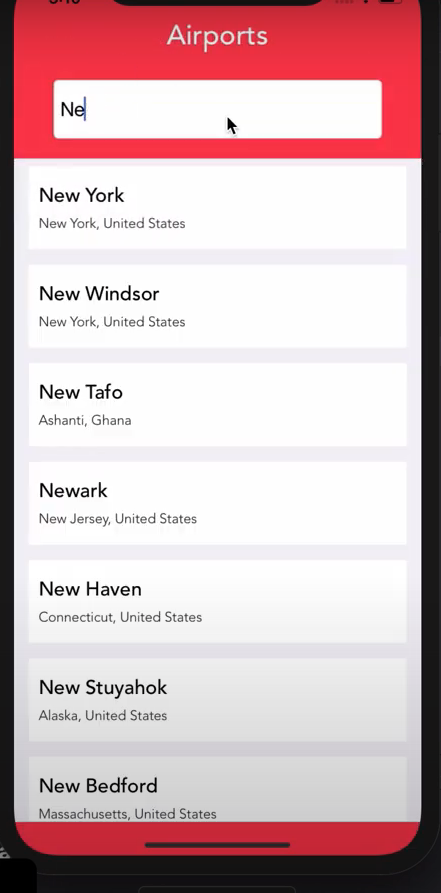 Airports
Ne
New York
New York, United States
New Windsor
New York, United States
New Tafo
Ashanti, Ghana
Newark
New Jersey, United States
New Haven
Connecticut, United States
New Stuyahok
Alaska, United States
New Bedford
Massachusetts, United States